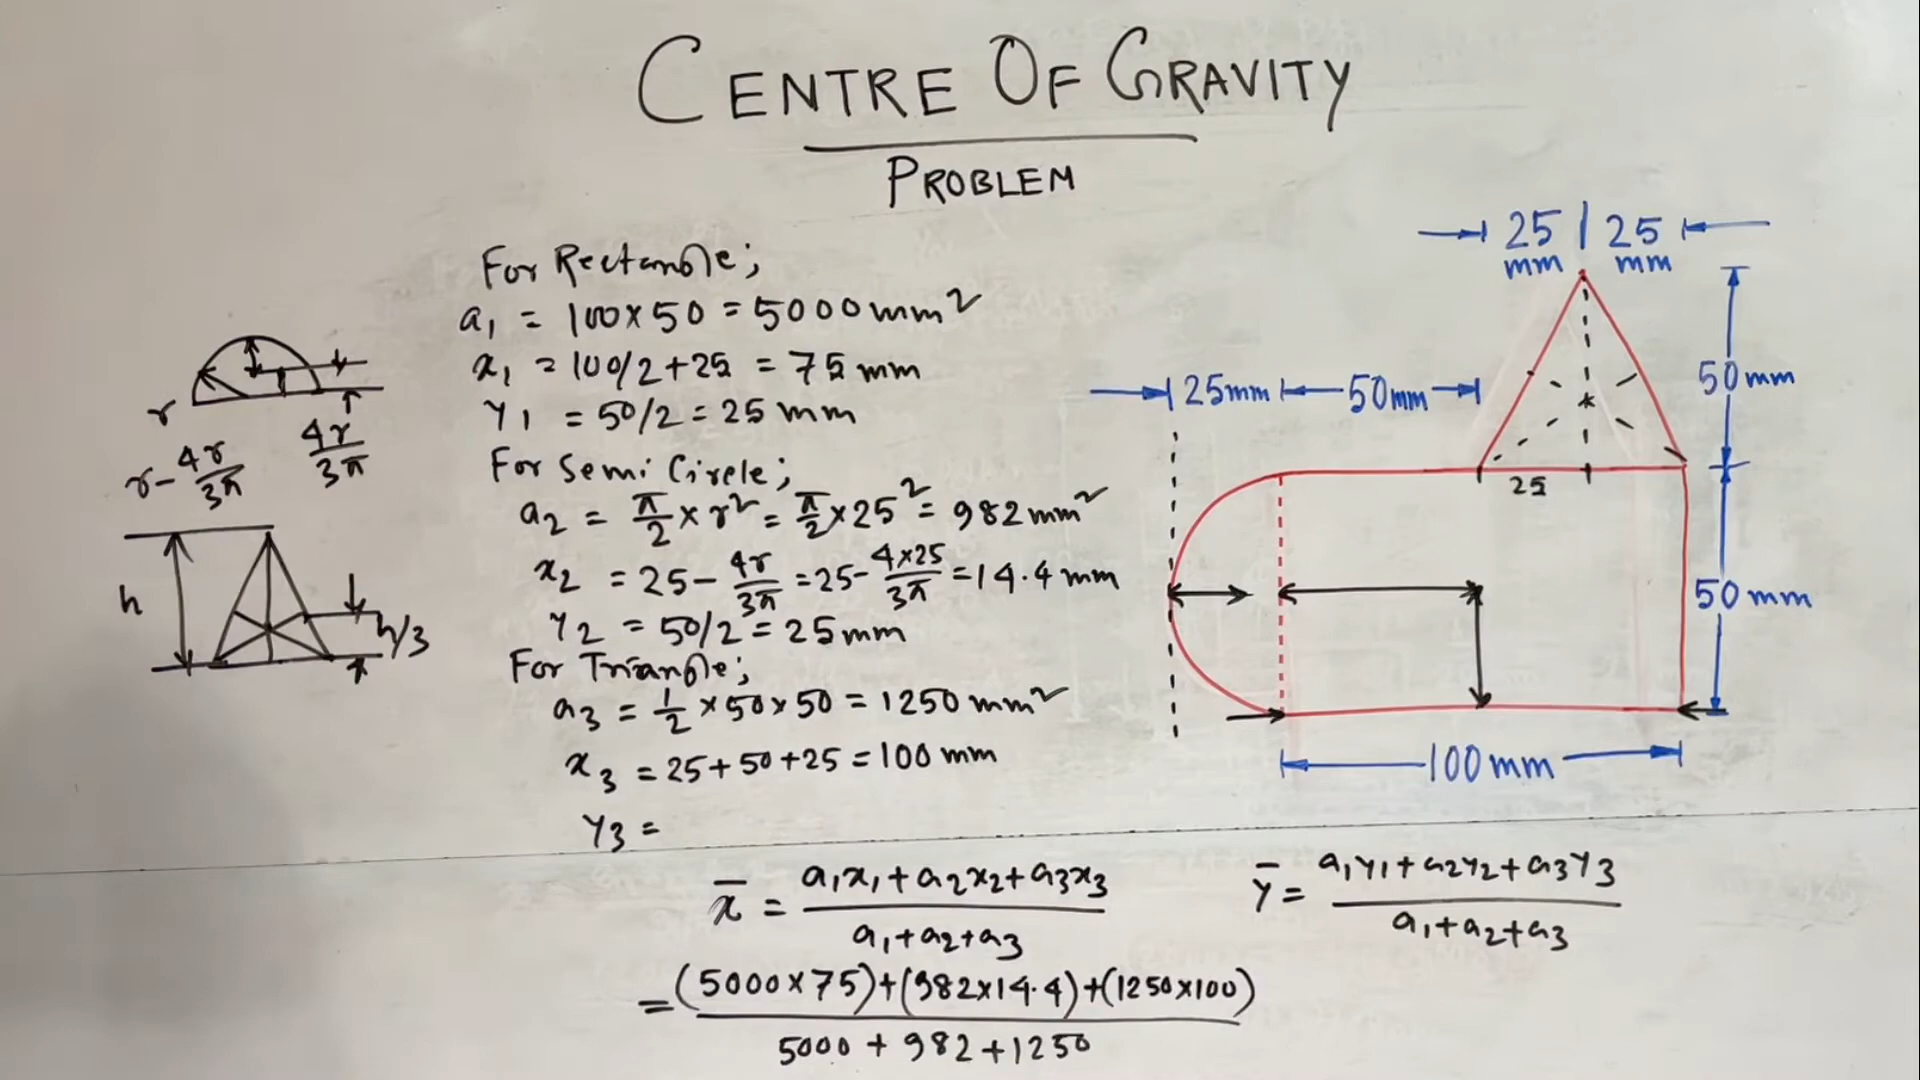 CENTRE OF GRAVITY
PROBLEM
For Rectangle;
a₁ = 100×50 = 5000 mm²
x₁ = 100/2+25 = 75 mm
y₁ = 50/2 = 25 mm
For Semi Circle;
a₂ = π/2 × r² = π/2 × 25² = 982 mm²
x₂ = 25 - 4r/3π = 25 - 4×25/3π = 14.4 mm
y₂ = 50/2 = 25 mm
For Triangle;
a₃ = 1/2 × 50 × 50 = 1250 mm²
x₃ = 25+50+25 = 100 mm
y₃ =
r
r - 4r/3π
4r/3π
h
h/3
25 mm
25 mm
25mm
50mm
50mm
25
50mm
100mm
x̄ = a₁x₁+a₂x₂+a₃x₃ / a₁+a₂+a₃
ȳ = a₁y₁+a₂y₂+a₃y₃ / a₁+a₂+a₃
= (5000×75)+(982×14.4)+(1250×100) / 5000+982+1250